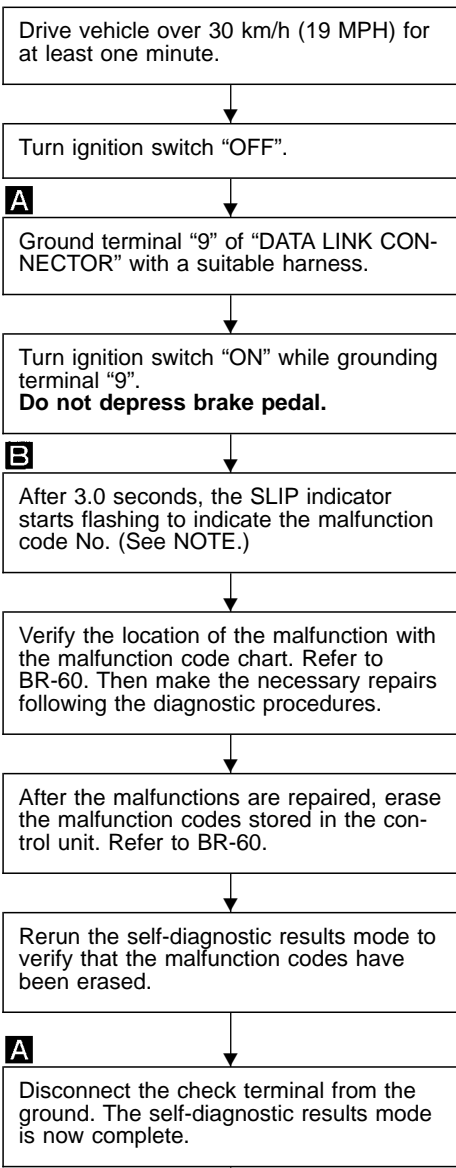 Drive vehicle over 30 km/h (19 MPH) for
at least one minute.
Turn ignition switch “OFF”.
A
Ground terminal “9” of “DATA LINK CON-
NECTOR” with a suitable harness.
Turn ignition switch “ON” while grounding
terminal “9”.
Do not depress brake pedal.
B
After 3.0 seconds, the SLIP indicator
starts flashing to indicate the malfunction
code No. (See NOTE.)
Verify the location of the malfunction with
the malfunction code chart. Refer to
BR-60. Then make the necessary repairs
following the diagnostic procedures.
After the malfunctions are repaired, erase
the malfunction codes stored in the con-
trol unit. Refer to BR-60.
Rerun the self-diagnostic results mode to
verify that the malfunction codes have
been erased.
A
Disconnect the check terminal from the
ground. The self-diagnostic results mode
is now complete.